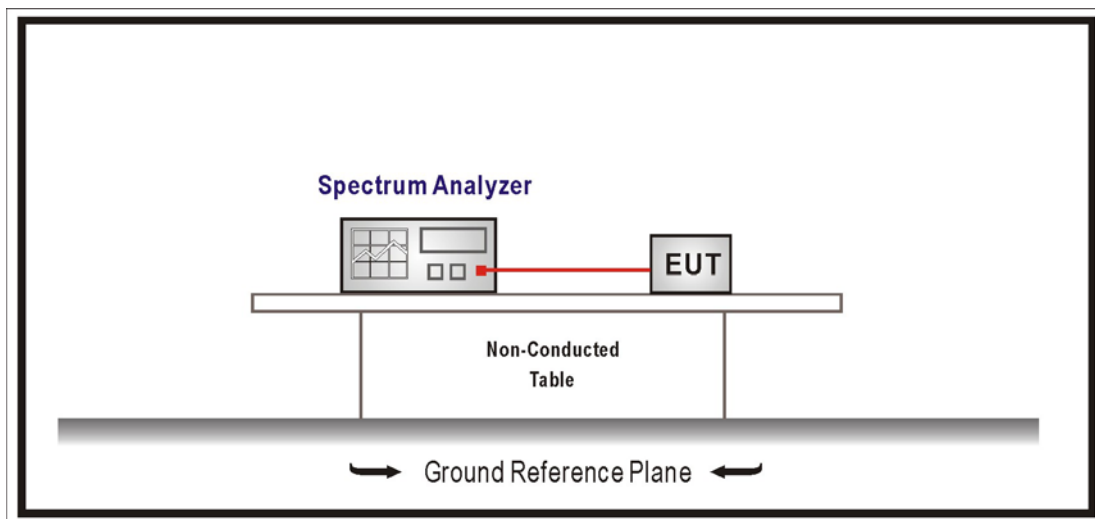 Spectrum Analyzer
EUT
Non-Conducted
Table
Ground Reference Plane